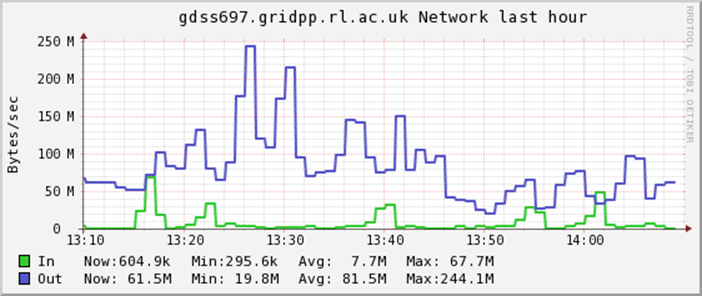 gdss697.gridpp.rl.ac.uk Network last hour
RRDTOOL / TOBI OETIKER
Bytes/sec
250 M
200 M
150 M
100 M
50 M
0
13:10 13:20 13:30 13:40 13:50 14:00
In Now:604.9k Min:295.6k Avg: 7.7M Max: 67.7M
Out Now: 61.5M Min: 19.8M Avg: 81.5M Max:244.1M